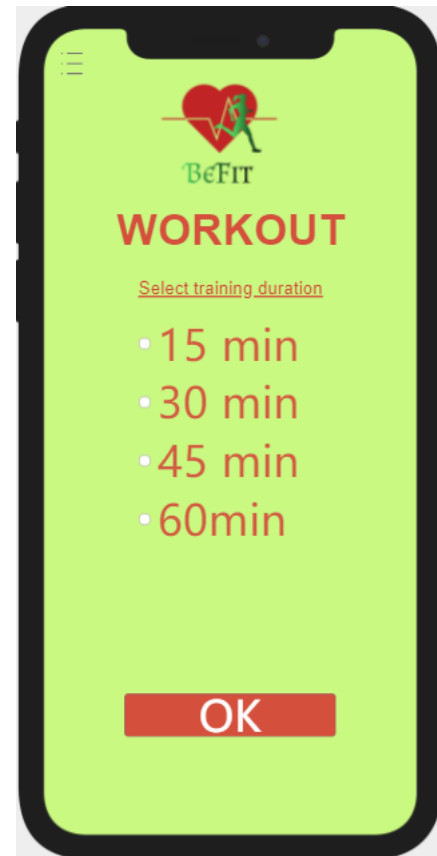 BeFit
WORKOUT
Select training duration
15 min
30 min
45 min
60min
OK